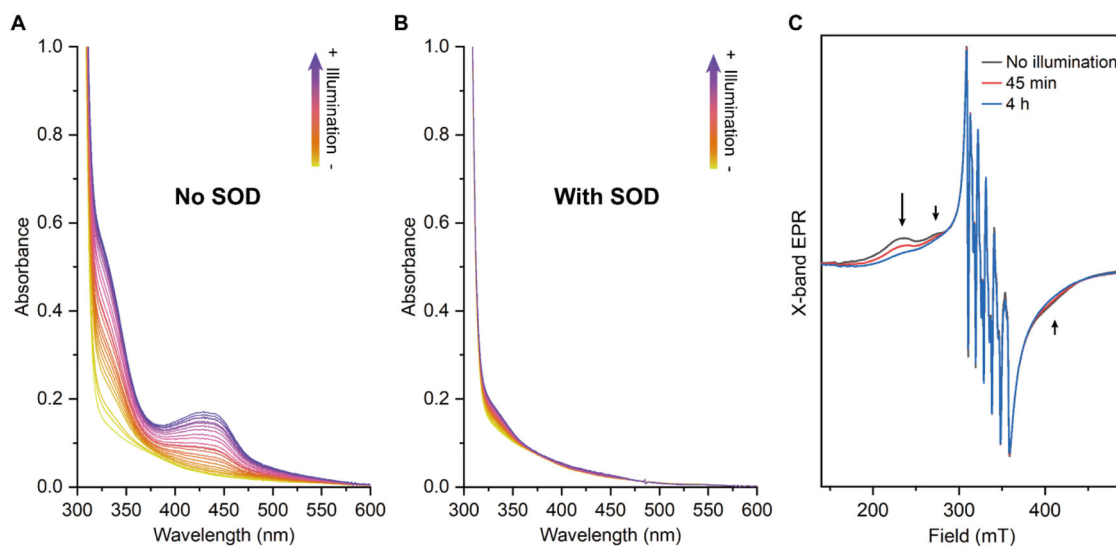 A
1.0
0.8
0.6
0.4
0.2
0.0
Absorbance
300 350 400 450 500 550 600
Wavelength (nm)
No SOD
+ Illumination -
B
1.0
0.8
0.6
0.4
0.2
0.0
Absorbance
300 350 400 450 500 550 600
Wavelength (nm)
With SOD
+ Illumination -
C
X-band EPR
No illumination
45 min
4 h
200 300 400
Field (mT)